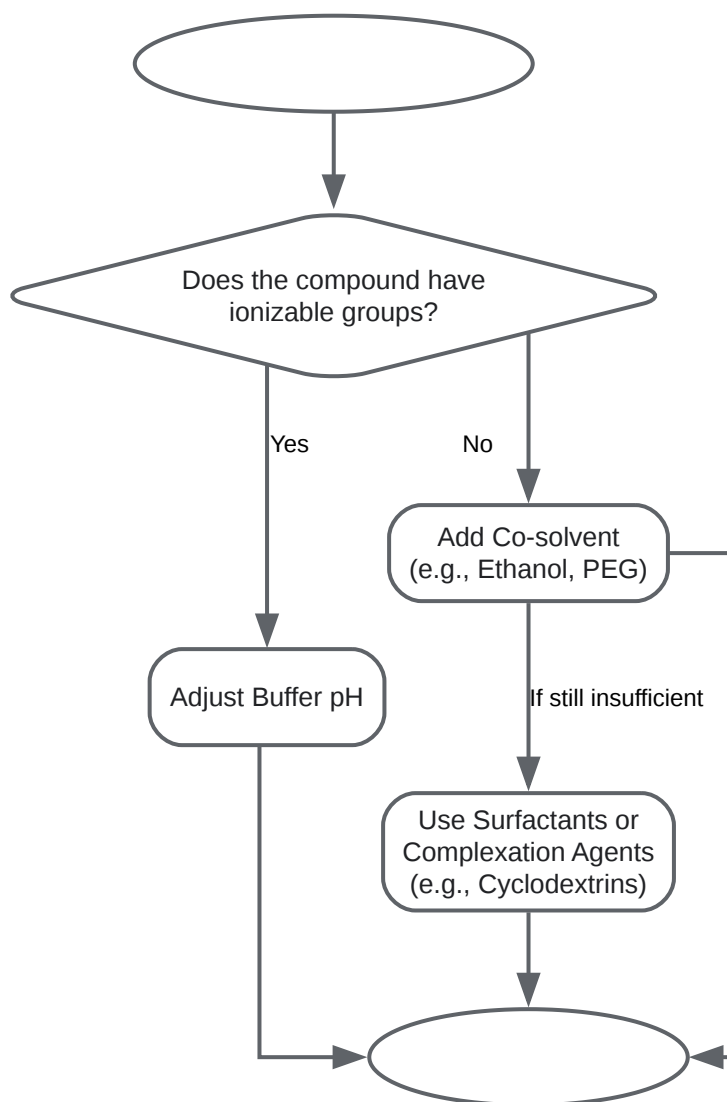 Does the compound have
ionizable groups?
Yes
No
Add Co-solvent
(e.g., Ethanol, PEG)
Adjust Buffer pH
If still insufficient
Use Surfactants or
Complexation Agents
(e.g., Cyclodextrins)